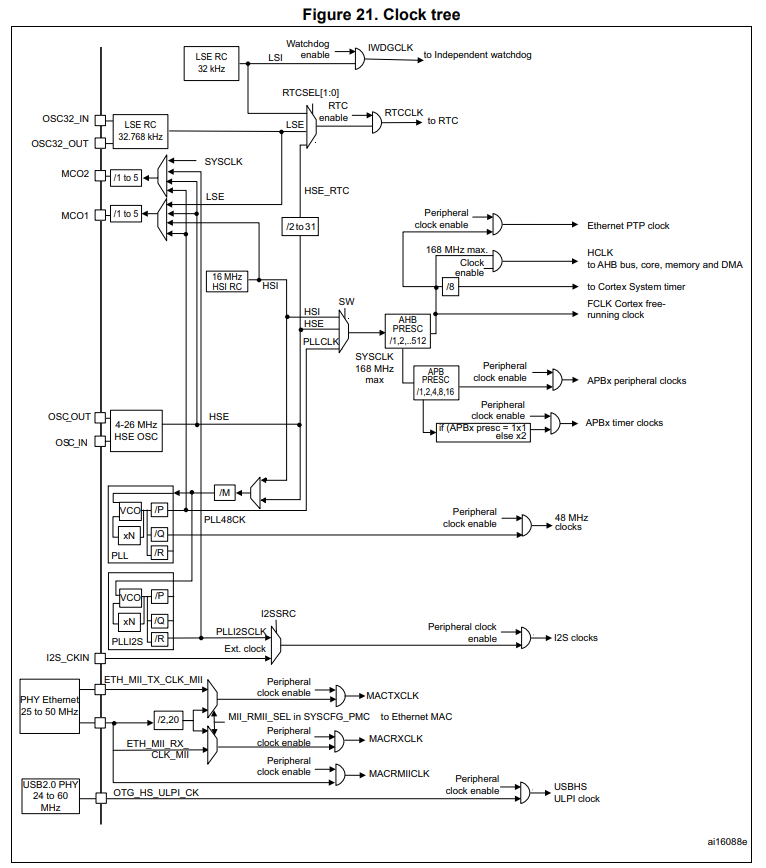 Figure 21. Clock tree
Watchdog
enable
IWDGCLK
to Independent watchdog
LSE RC
32 kHz
LSI
RTCSEL[1:0]
RTC
enable
RTCCLK
to RTC
OSC32_IN
OSC32_OUT
LSE RC
32.768 kHz
LSE
SYSCLK
MCO2
/1 to 5
HSE_RTC
LSE
MCO1
/1 to 5
/2 to 31
Peripheral
clock enable
Ethernet PTP clock
168 MHz max.
Clock
enable
HCLK
to AHB bus, core, memory and DMA
/8
to Cortex System timer
FCLK Cortex free-
running clock
16 MHz
HSI RC
HSI
SW
HSI
HSE
PLLCLK
AHB
PRESC
/1,2,..512
SYSCLK
168 MHz
max
APB
PRESC
/1,2,4,8,16
Peripheral
clock enable
APBx peripheral clocks
Peripheral
clock enable
APBx timer clocks
if (APBx presc = 1x1
else x2
OSC_OUT
OSC_IN
4-26 MHz
HSE OSC
HSE
/M
VCO
/P
xN
/Q
/R
PLL
PLL48CK
Peripheral
clock enable
48 MHz
clocks
VCO
/P
xN
/Q
/R
PLLI2S
PLLI2SCLK
I2SSRC
Ext. clock
Peripheral clock
enable
I2S clocks
I2S_CKIN
PHY Ethernet
25 to 50 MHz
ETH_MII_TX_CLK_MII
Peripheral
clock enable
MACTXCLK
/2,20
MII_RMII_SEL in SYSCFG_PMC
to Ethernet MAC
Peripheral
clock enable
MACRXCLK
ETH_MII_RX_
CLK_MII
Peripheral
clock enable
MACRMIICLK
USB2.0 PHY
24 to 60
MHz
OTG_HS_ULPI_CK
Peripheral
clock enable
USBHS
ULPI clock
ai16088e